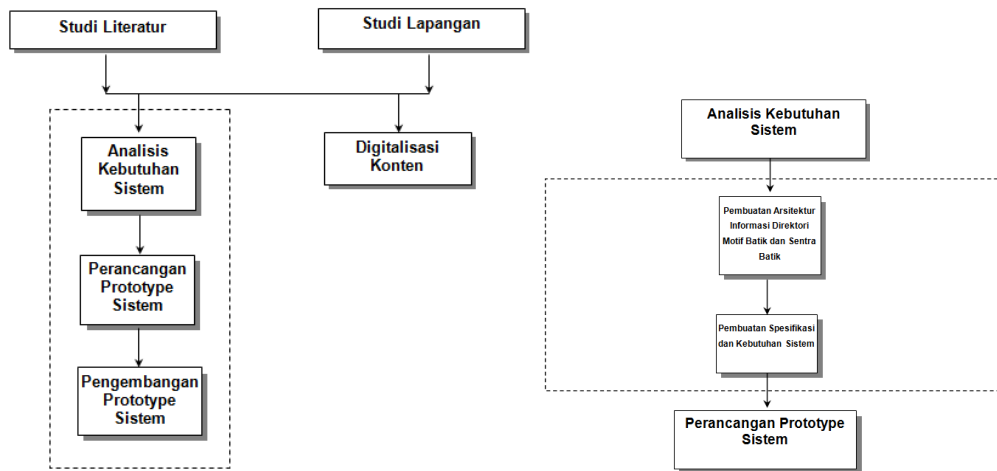 Studi Literatur
Studi Lapangan
Analisis
Kebutuhan
Sistem
Digitalisasi
Konten
Perancangan
Prototype
Sistem
Pengembangan
Prototype
Sistem
Analisis Kebutuhan
Sistem
Pembuatan Arsitektur
Informasi Direktori
Motif Batik dan Sentra
Batik
Pembuatan Spesifikasi
dan Kebutuhan Sistem
Perancangan Prototype
Sistem